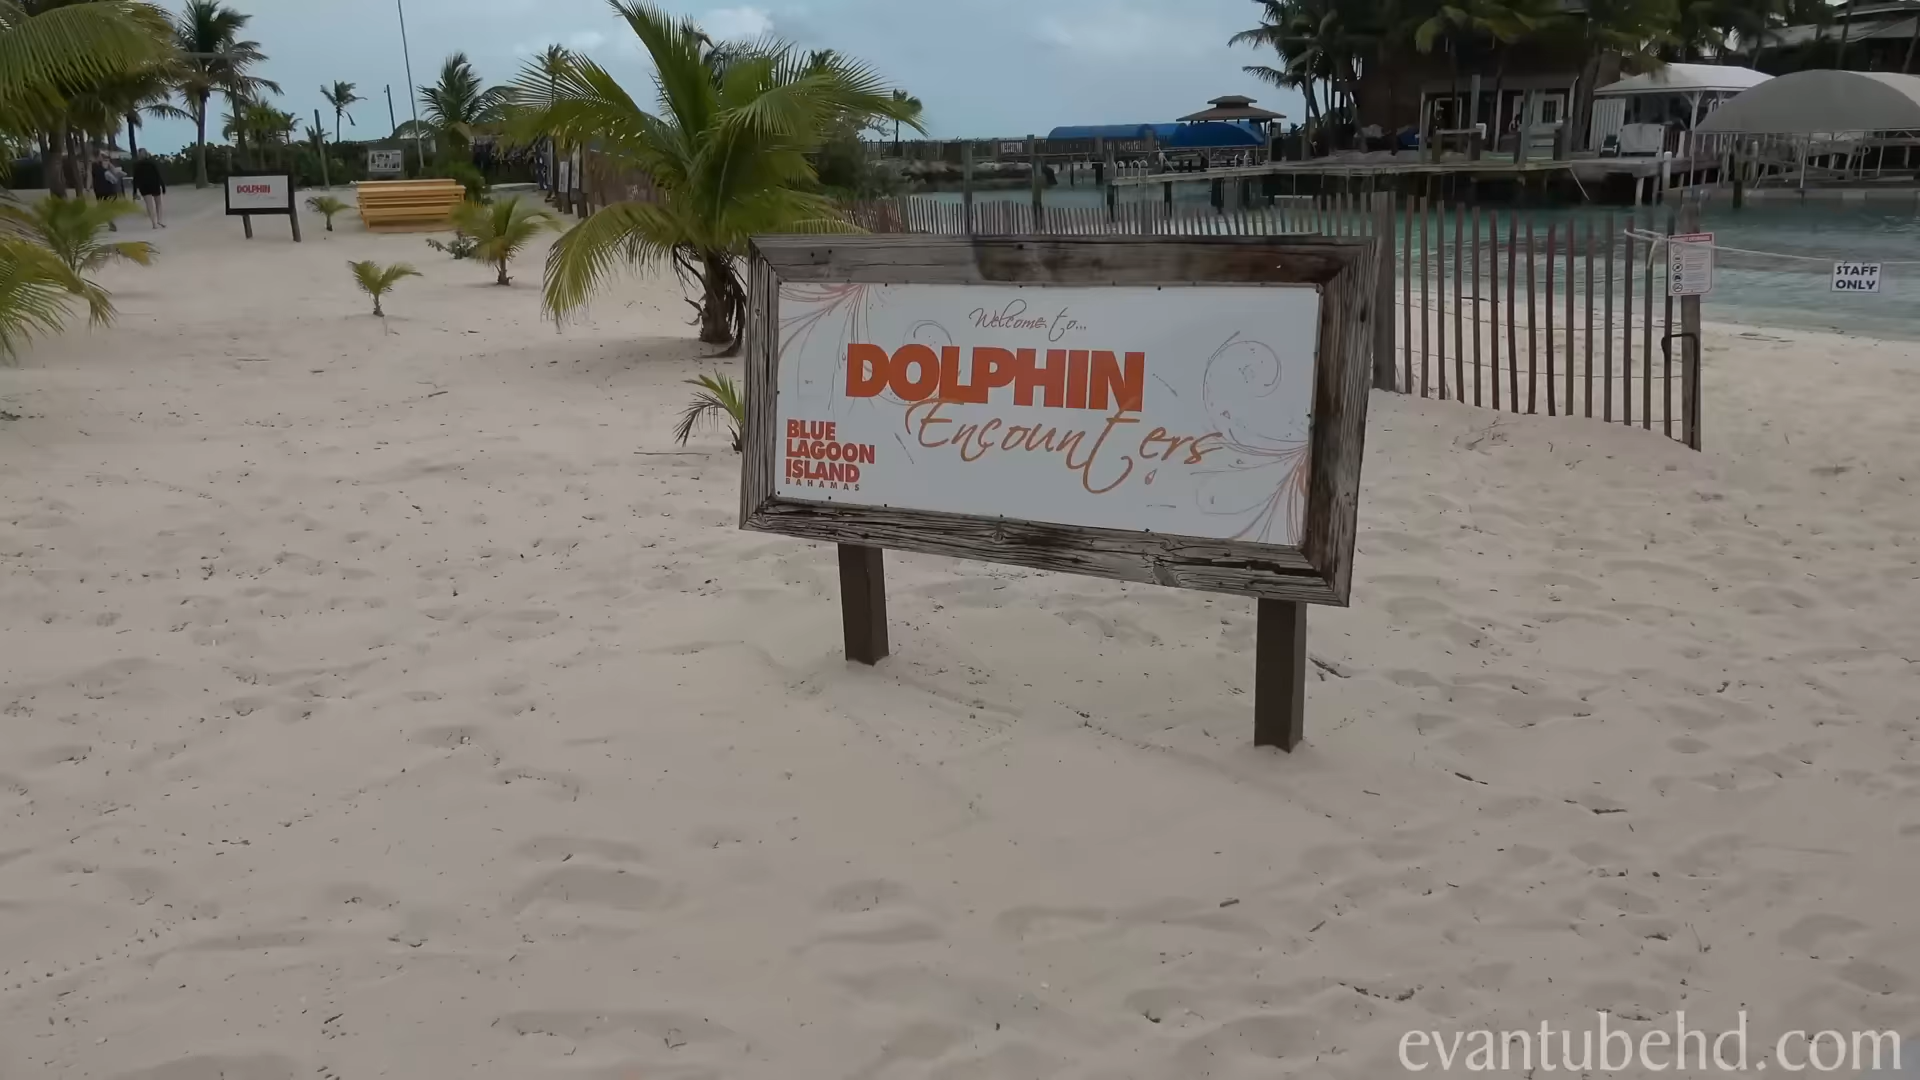 DOLPHIN
STAFF
ONLY
Welcome to...
DOLPHIN
Encounters
BLUE
LAGOON
ISLAND
BAHAMAS
evantubehd.com